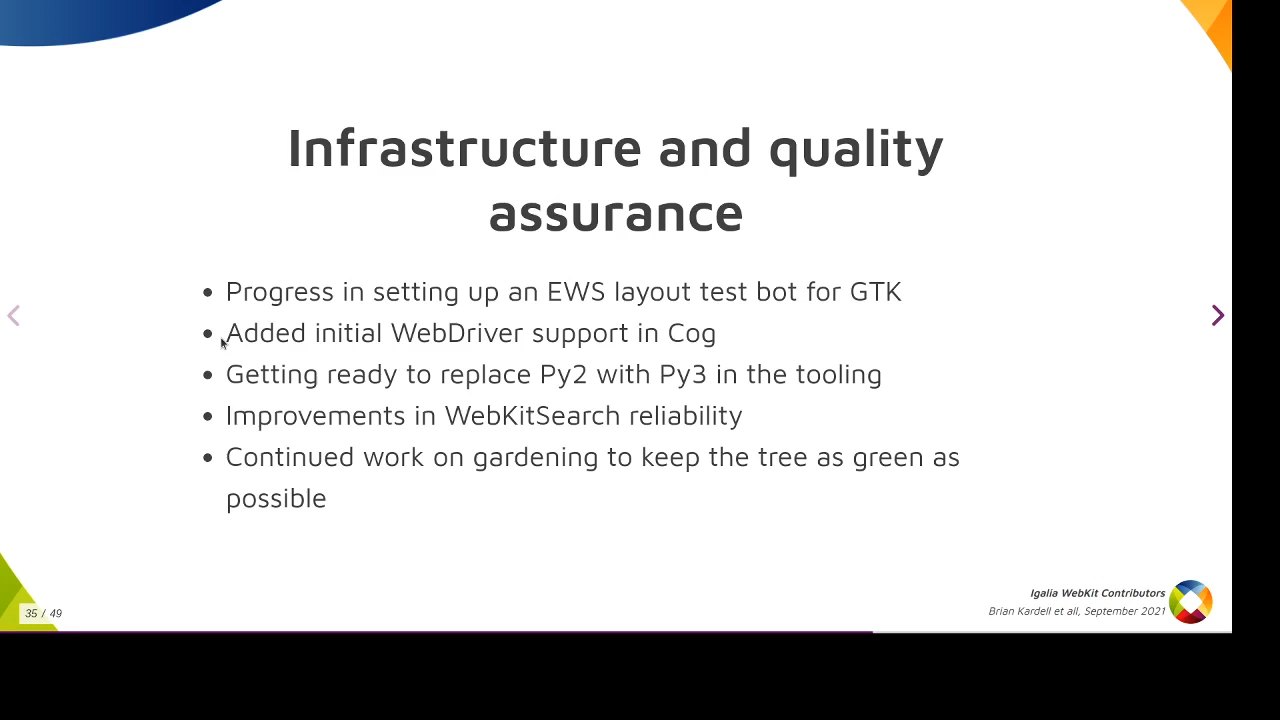 Infrastructure and quality
assurance
• Progress in setting up an EWS layout test bot for GTK
• Added initial WebDriver support in Cog
• Getting ready to replace Py2 with Py3 in the tooling
• Improvements in WebKitSearch reliability
• Continued work on gardening to keep the tree as green as
possible
35 / 49
Igalia WebKit Contributors
Brian Kardell et all, September 2021